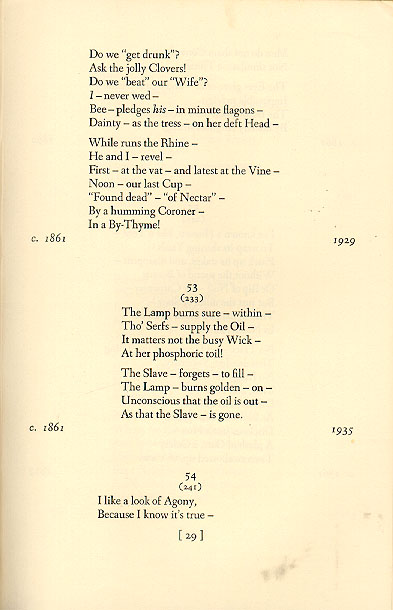 Do we "get drunk"?
Ask the jolly Clovers!
Do we "beat" our "Wife"?
I – never wed –
Bee – pledges his – in minute flagons –
Dainty – as the tress – on her deft Head –
While runs the Rhine –
He and I – revel –
First – at the vat – and latest at the Vine –
Noon – our last Cup –
"Found dead" – "of Nectar" –
By a humming Coroner –
In a By-Thyme!
c. 1861 1929
53
(233)
The Lamp burns sure – within –
Tho' Serfs – supply the Oil –
It matters not the busy Wick –
At her phosphoric toil!
The Slave – forgets – to fill –
The Lamp – burns golden – on –
Unconscious that the oil is out –
As that the Slave – is gone.
c. 1861 1935
54
(241)
I like a look of Agony,
Because I know it's true –
[ 29 ]